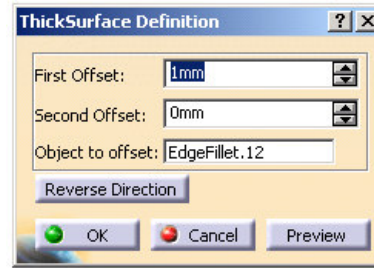 ThickSurface Definition ? X
First Offset: 1mm
Second Offset: 0mm
Object to offset: EdgeFillet.12
Reverse Direction
OK Cancel Preview